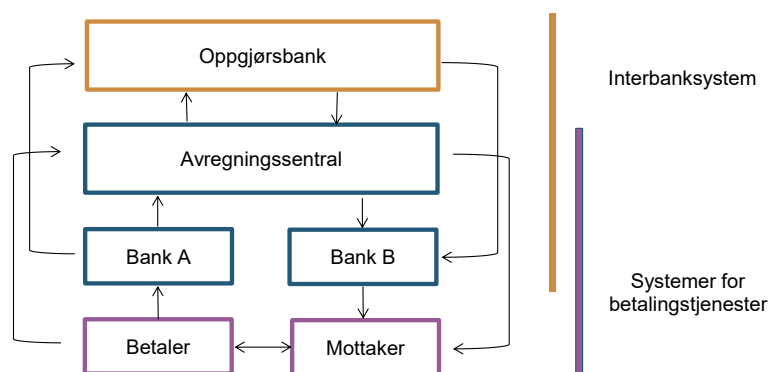 Oppgjørsbank
Interbanksystem
Avregningssentral
Bank A
Bank B
Systemer for
betalingstjenester
Betaler
Mottaker